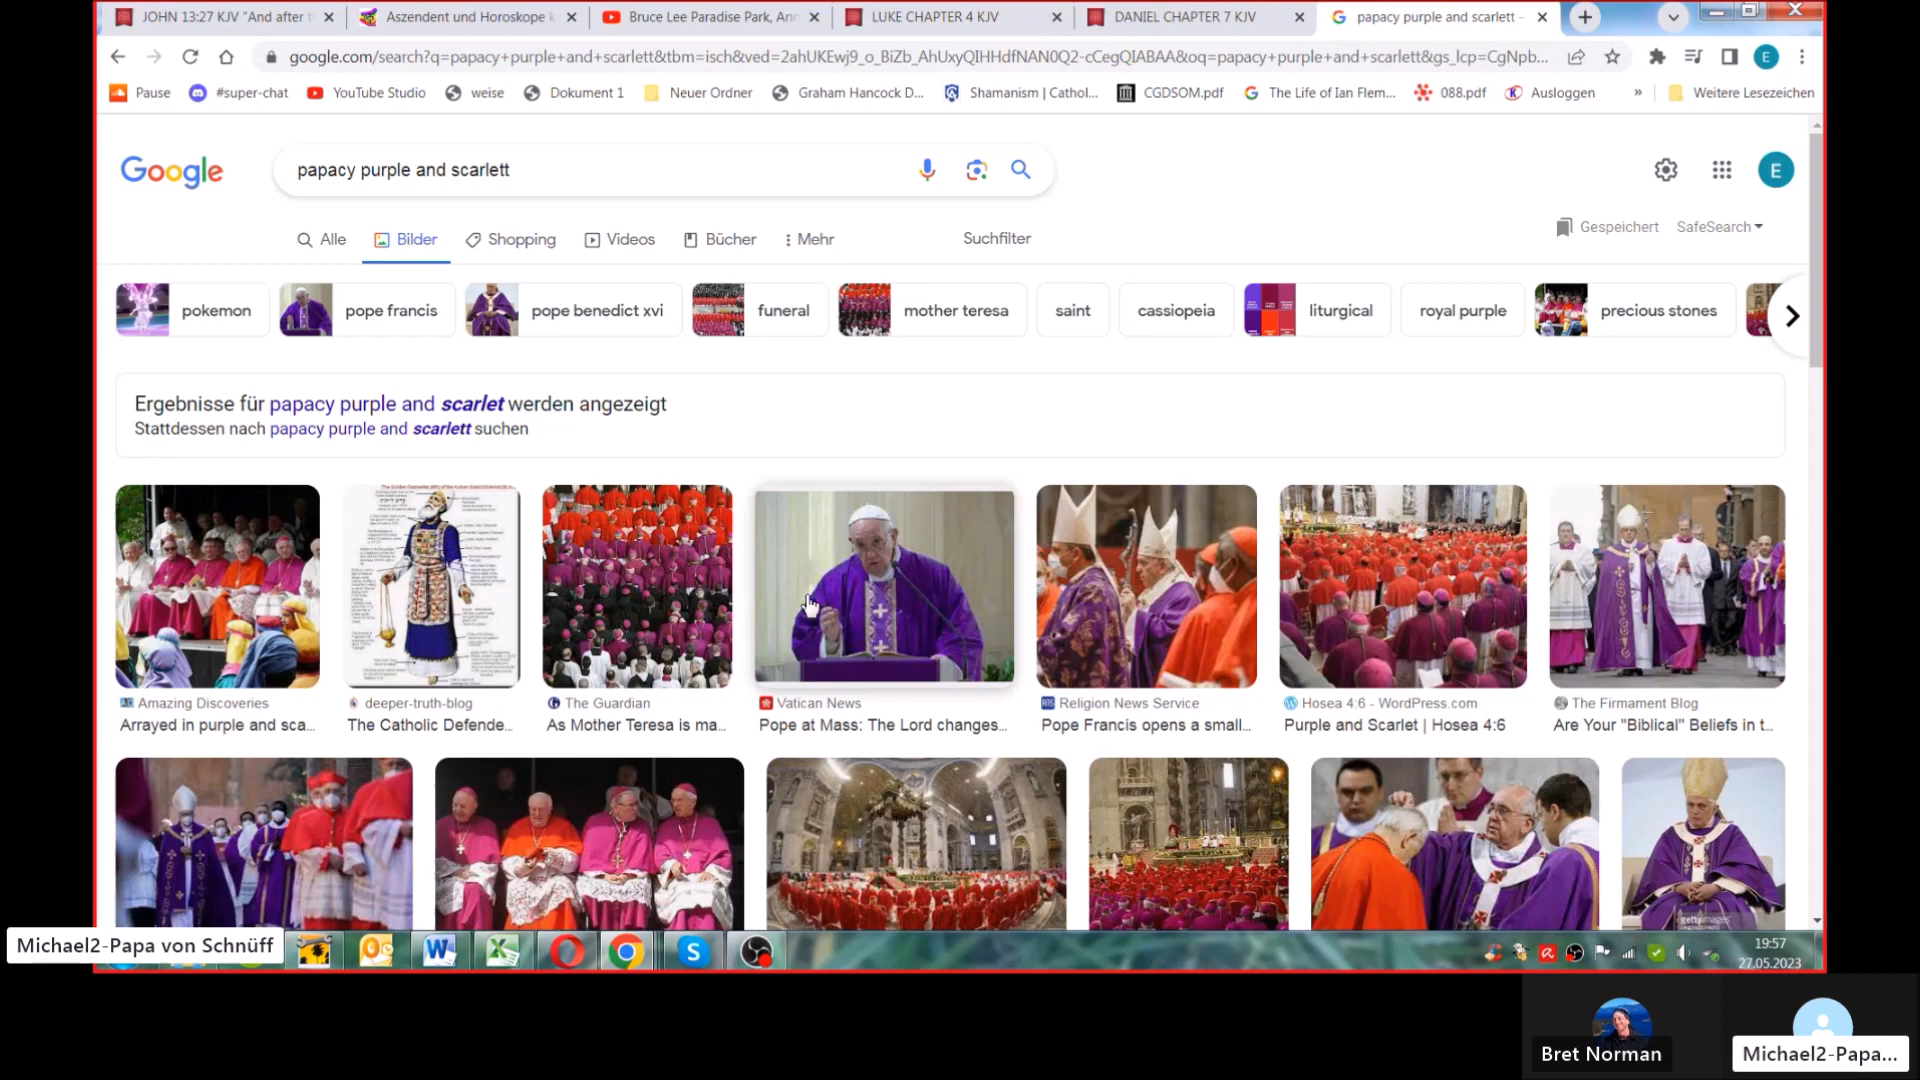 JOHN 13:27 KJV "And after t
Aszendent und Horoskope k
Bruce Lee Paradise Park, Ann
LUKE CHAPTER 4 KJV
DANIEL CHAPTER 7 KJV
papacy purple and scarlett -
google.com/search?q=papacy+purple+and+scarlett&tbm=isch&ved=2ahUKEwj9_o_BiZb_AhUxyQIHHdfNAN0Q2-cCegQIABAA&oq=papacy+purple+and+scarlett&gs_lcp=CgNpb...
E
Pause
#super-chat
YouTube Studio
weise
Dokument 1
Neuer Ordner
Graham Hancock D...
Shamanism | Cathol...
CGDSOM.pdf
The Life of Ian Flem...
088.pdf
Ausloggen
»
Weitere Lesezeichen
Google
papacy purple and scarlett
E
Alle
Bilder
Shopping
Videos
Bücher
Mehr
Suchfilter
Gespeichert
SafeSearch
pokemon
pope francis
pope benedict xvi
funeral
mother teresa
saint
cassiopeia
liturgical
royal purple
precious stones
Ergebnisse für papacy purple and scarlet werden angezeigt
Stattdessen nach papacy purple and scarlett suchen
Amazing Discoveries
Arrayed in purple and sca...
deeper-truth-blog
The Catholic Defende...
The Guardian
As Mother Teresa is ma...
Vatican News
Pope at Mass: The Lord changes...
Religion News Service
Pope Francis opens a small...
Hosea 4:6 - WordPress.com
Purple and Scarlet | Hosea 4:6
The Firmament Blog
Are Your "Biblical" Beliefs in t...
gettyimages
Michael2-Papa von Schnüff
19:57
27.05.2023
Bret Norman
Michael2-Papa...